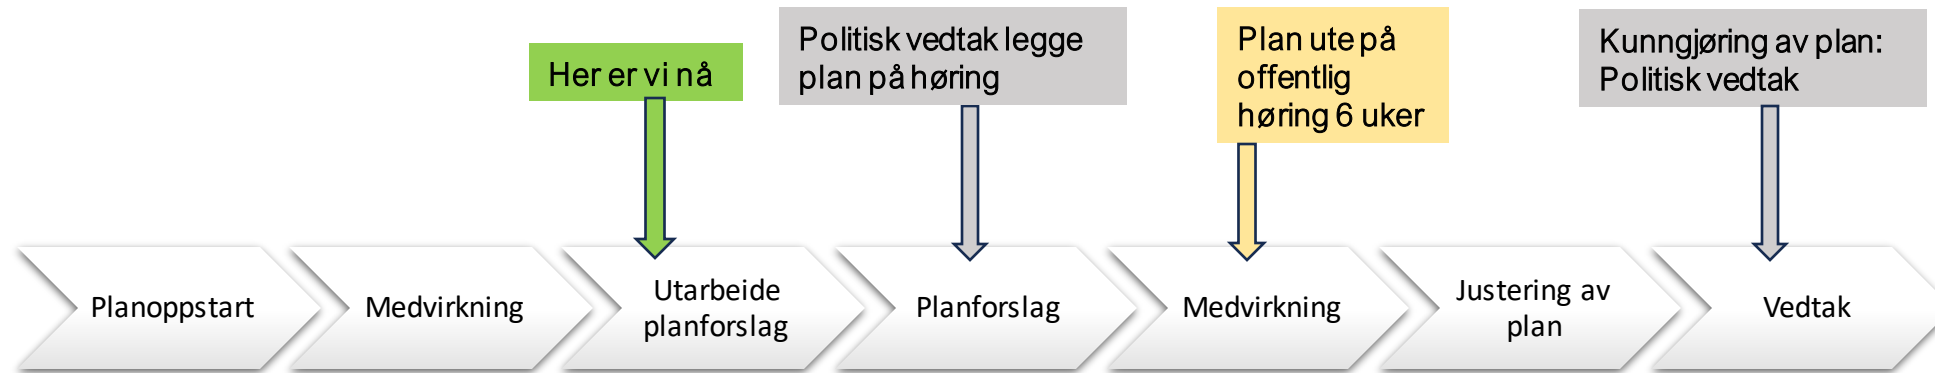 Her er vi nå
Politisk vedtak legge
plan på høring
Plan ute på
offentlig
høring 6 uker
Kunngjøring av plan:
Politisk vedtak
Planoppstart
Medvirkning
Utarbeide
planforslag
Planforslag
Medvirkning
Justering av
plan
Vedtak